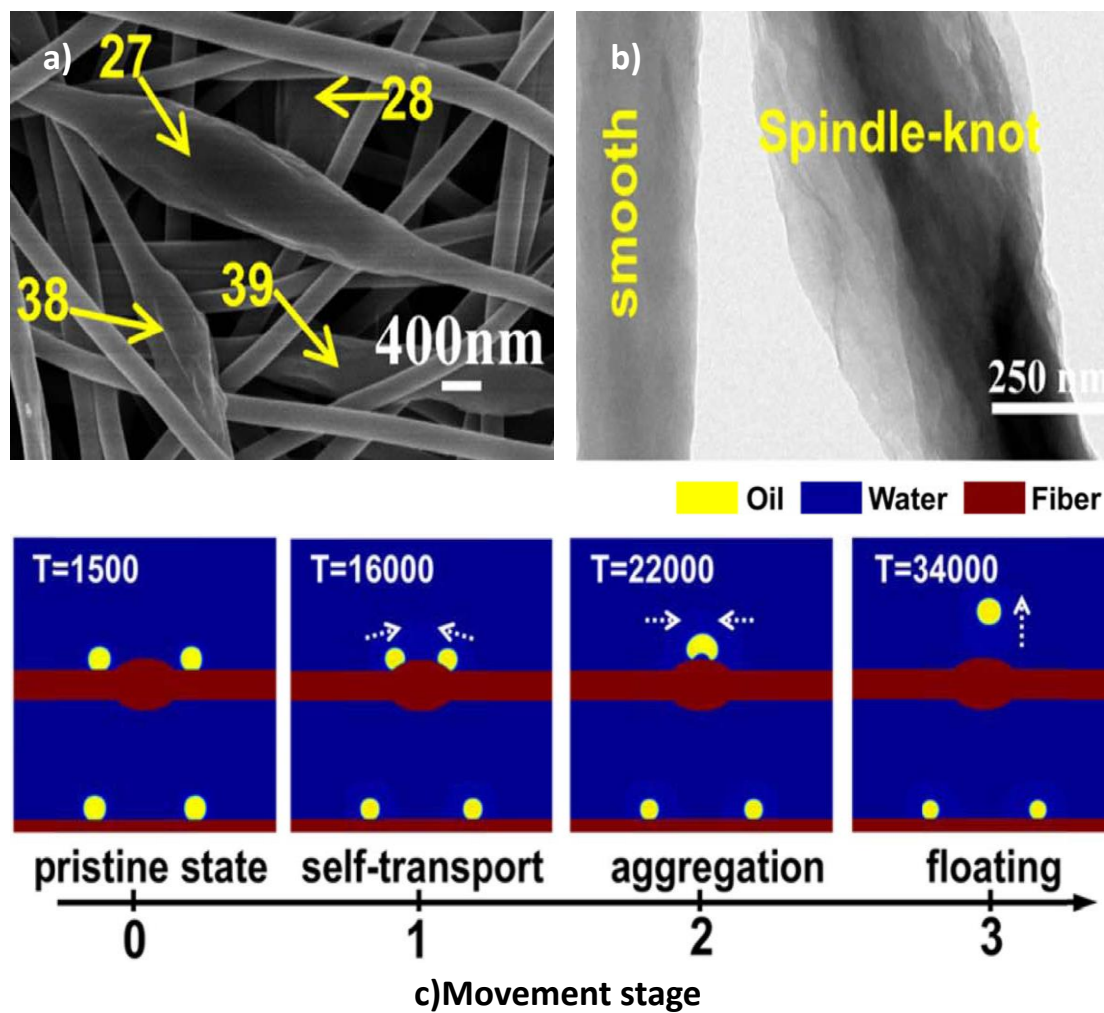 a)
27
28
38
39
400nm
b)
smooth
Spindle-knot
250 nm
Oil Water Fiber
T=1500 T=16000 T=22000 T=34000
pristine state self-transport aggregation floating
0 1 2 3
c)Movement stage